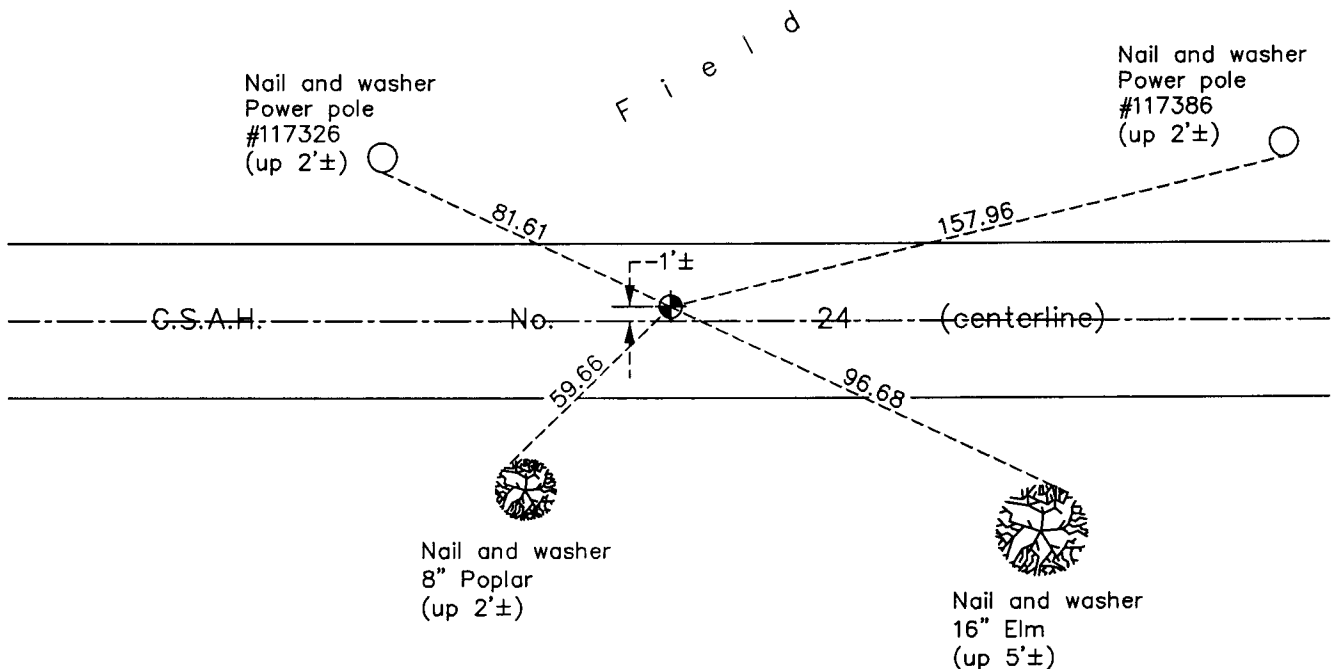 Field
Nail and washer
Power pole
#117326
(up 2'±)
Nail and washer
Power pole
#117386
(up 2'±)
81.61
157.96
1'±
C.S.A.H. No. 24 (centerline)
59.66
96.68
Nail and washer
8" Poplar
(up 2'±)
Nail and washer
16" Elm
(up 5'±)